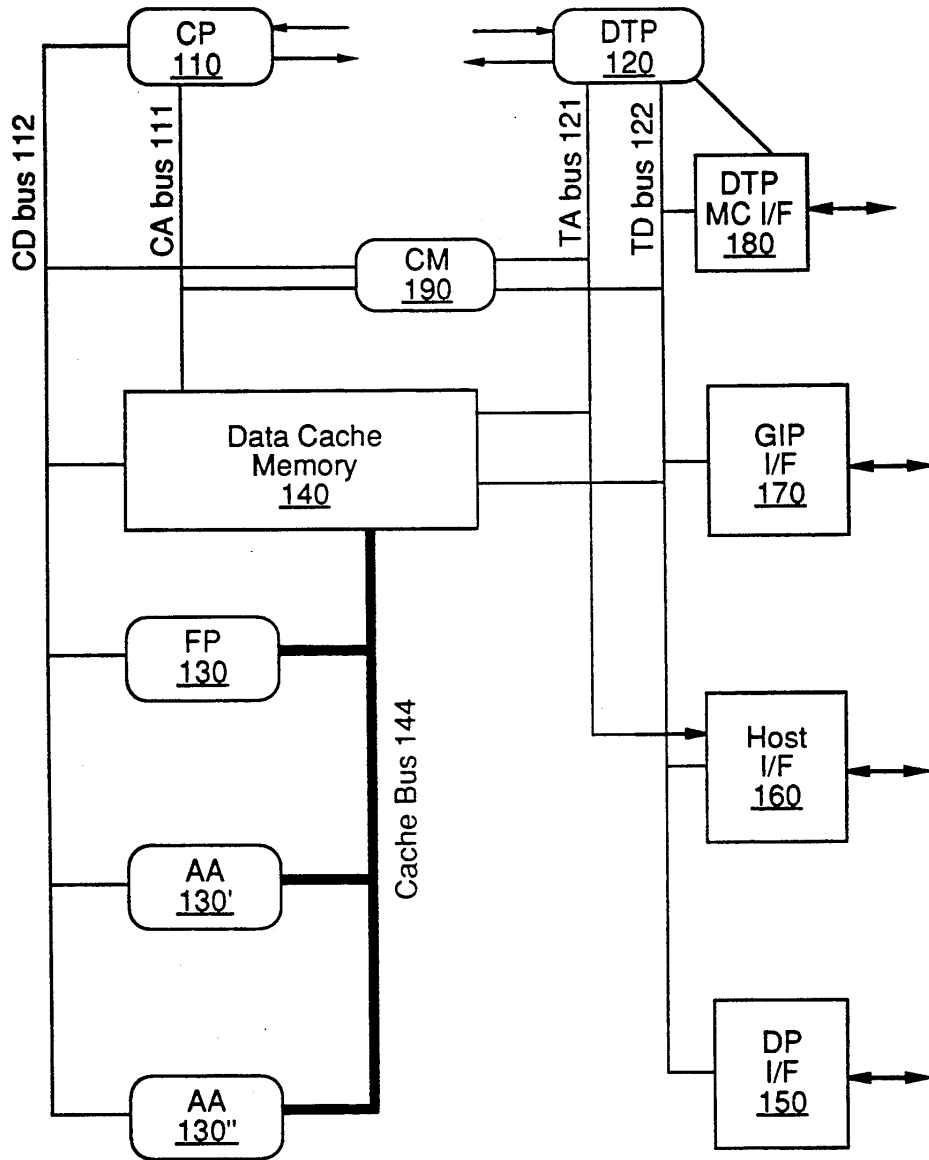 CP
110
DTP
120
CD bus 112
CA bus 111
TA bus 121
TD bus 122
DTP
MC I/F
180
CM
190
Data Cache
Memory
140
GIP
I/F
170
FP
130
Cache Bus 144
Host
I/F
160
AA
130'
DP
I/F
150
AA
130"